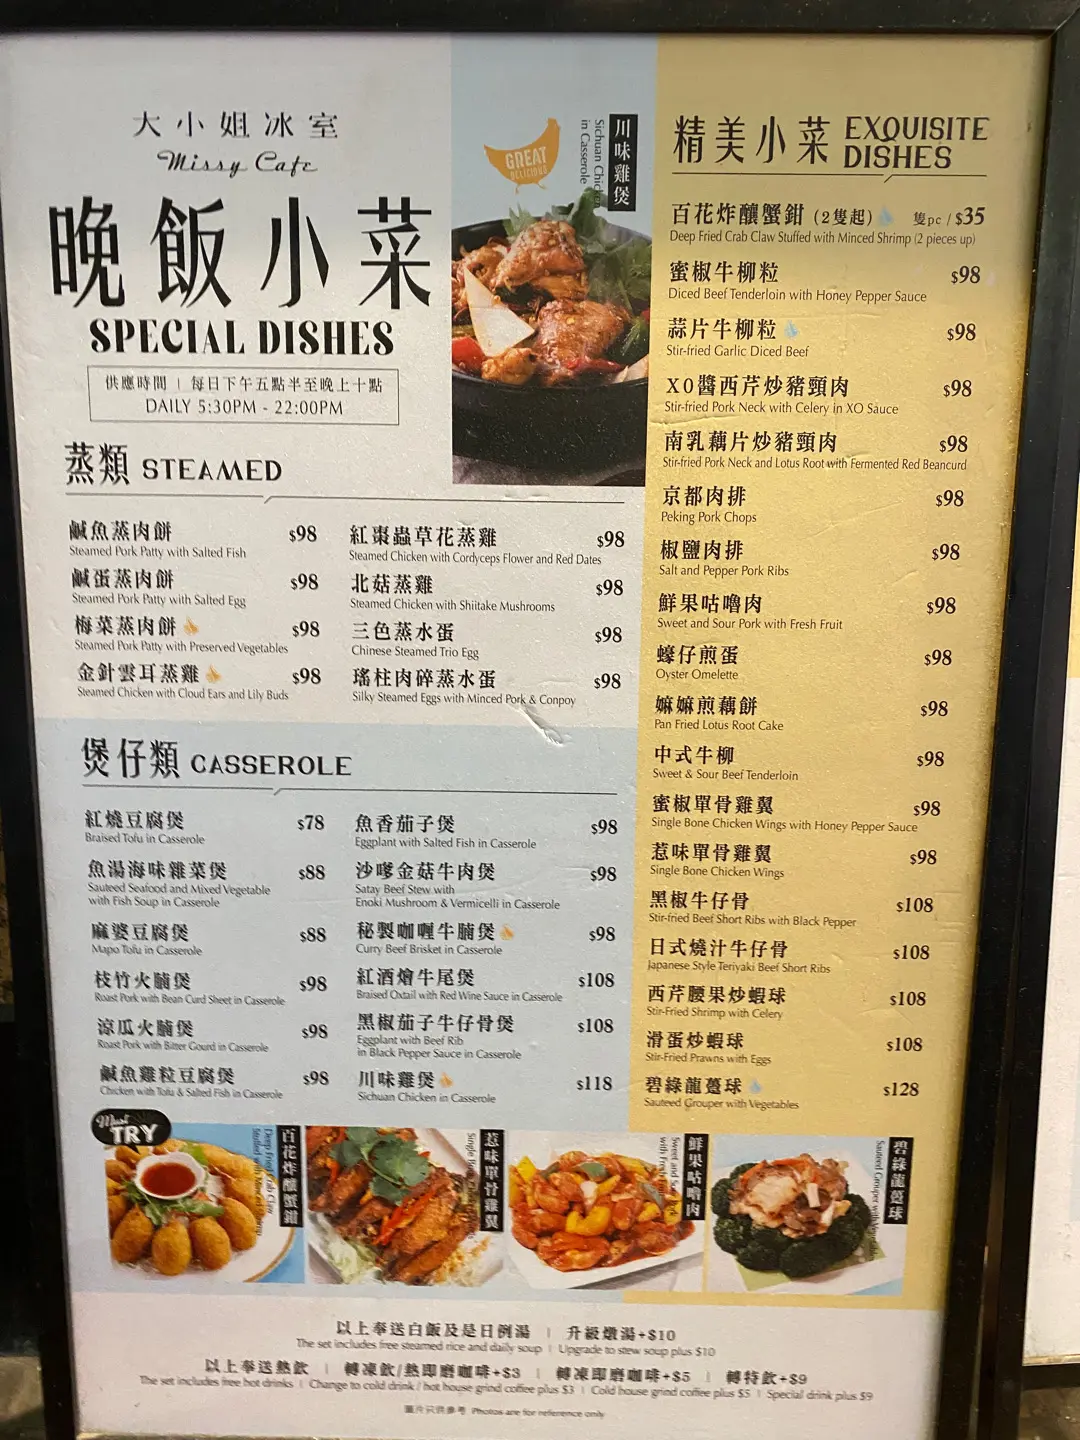 大小姐冰室
Missy Cafe
晚飯小菜
SPECIAL DISHES
供應時間 | 每日下午五點半至晚上十點
DAILY 5:30PM - 22:00PM
GREAT
DELICIOUS
川味雞煲
Sichuan Chicken
in Casserole
蒸類 STEAMED
鹹魚蒸肉餅 $98
Steamed Pork Patty with Salted Fish
鹹蛋蒸肉餅 $98
Steamed Pork Patty with Salted Egg
梅菜蒸肉餅 $98
Steamed Pork Patty with Preserved Vegetables
金針雲耳蒸雞 $98
Steamed Chicken with Cloud Ears and Lily Buds
紅棗蟲草花蒸雞 $98
Steamed Chicken with Cordyceps Flower and Red Dates
北菇蒸雞 $98
Steamed Chicken with Shiitake Mushrooms
三色蒸水蛋 $98
Chinese Steamed Trio Egg
瑤柱肉碎蒸水蛋 $98
Silky Steamed Eggs with Minced Pork & Conpoy
煲仔類 CASSEROLE
紅燒豆腐煲 $78
Braised Tofu in Casserole
魚湯海味雜菜煲 $88
Sauteed Seafood and Mixed Vegetable
with Fish Soup in Casserole
麻婆豆腐煲 $88
Mapo Tofu in Casserole
枝竹火腩煲 $98
Roast Pork with Bean Curd Sheet in Casserole
涼瓜火腩煲 $98
Roast Pork with Bitter Gourd in Casserole
鹹魚雞粒豆腐煲 $98
Chicken with Tofu & Salted Fish in Casserole
魚香茄子煲 $98
Eggplant with Salted Fish in Casserole
沙嗲金菇牛肉煲 $98
Satay Beef Stew with
Enoki Mushroom & Vermicelli in Casserole
秘製咖喱牛腩煲 $98
Curry Beef Brisket in Casserole
紅酒燴牛尾煲 $108
Braised Oxtail with Red Wine Sauce in Casserole
黑椒茄子牛仔骨煲 $108
Eggplant with Beef Rib
in Black Pepper Sauce in Casserole
川味雞煲 $118
Sichuan Chicken in Casserole
精美小菜 EXQUISITE
DISHES
百花炸釀蟹鉗 (2隻起) 隻pc / $35
Deep Fried Crab Claw Stuffed with Minced Shrimp (2 pieces up)
蜜椒牛柳粒 $98
Diced Beef Tenderloin with Honey Pepper Sauce
蒜片牛柳粒 $98
Stir-fried Garlic Diced Beef
XO醬西芹炒豬頸肉 $98
Stir-fried Pork Neck with Celery in XO Sauce
南乳藕片炒豬頸肉 $98
Stir-fried Pork Neck and Lotus Root with Fermented Red Beancurd
京都肉排 $98
Peking Pork Chops
椒鹽肉排 $98
Salt and Pepper Pork Ribs
鮮果咕嚕肉 $98
Sweet and Sour Pork with Fresh Fruit
蠔仔煎蛋 $98
Oyster Omelette
嫲嫲煎藕餅 $98
Pan Fried Lotus Root Cake
中式牛柳 $98
Sweet & Sour Beef Tenderloin
蜜椒單骨雞翼 $98
Single Bone Chicken Wings with Honey Pepper Sauce
惹味單骨雞翼 $98
Single Bone Chicken Wings
黑椒牛仔骨 $108
Stir-fried Beef Short Ribs with Black Pepper
日式燒汁牛仔骨 $108
Japanese Style Teriyaki Beef Short Ribs
西芹腰果炒蝦球 $108
Stir-Fried Shrimp with Celery
滑蛋炒蝦球 $108
Stir-Fried Prawns with Eggs
碧綠龍躉球 $128
Sauteed Grouper with Vegetables
Must
TRY
百花炸釀蟹鉗
Deep Fried Crab Claw
Stuffed with Minced Shrimp
惹味單骨雞翼
鮮果咕嚕肉
碧綠龍躉球
以上奉送白飯及是日例湯 | 升級燉湯+$10
The set includes free steamed rice and daily soup | Upgrade to stew soup plus $10
以上奉送熱飲 | 轉凍飲/熱即磨咖啡+$3 | 轉凍即磨咖啡+$5 | 轉特飲+$9
The set includes free hot drinks | Change to cold drink / hot house grind coffee plus $3 | Cold house grind coffee plus $5 | Special drink plus $9
圖片只供參考 Photos are for reference only